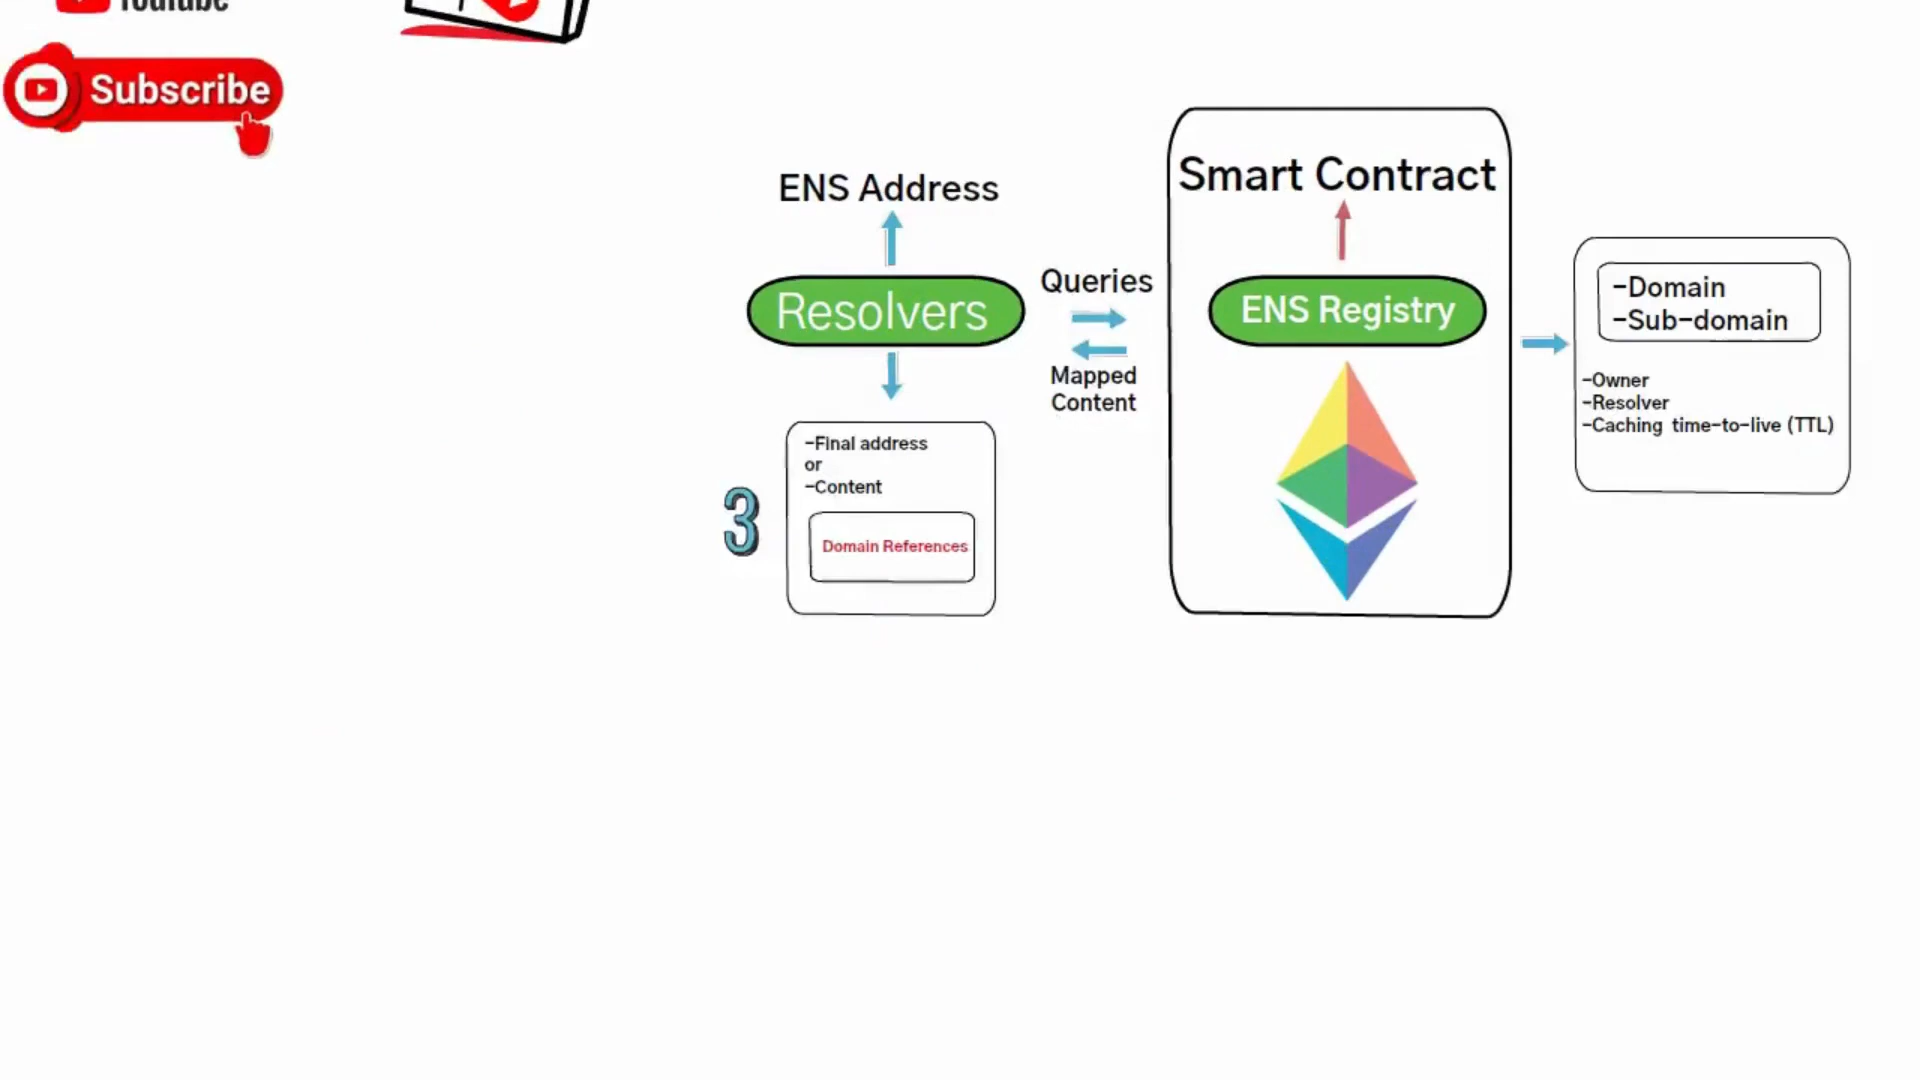 Youtube
Subscribe
ENS Address
Resolvers
Queries
Mapped
Content
-Final address
or
-Content
Domain References
3
Smart Contract
ENS Registry
-Domain
-Sub-domain
-Owner
-Resolver
-Caching time-to-live (TTL)